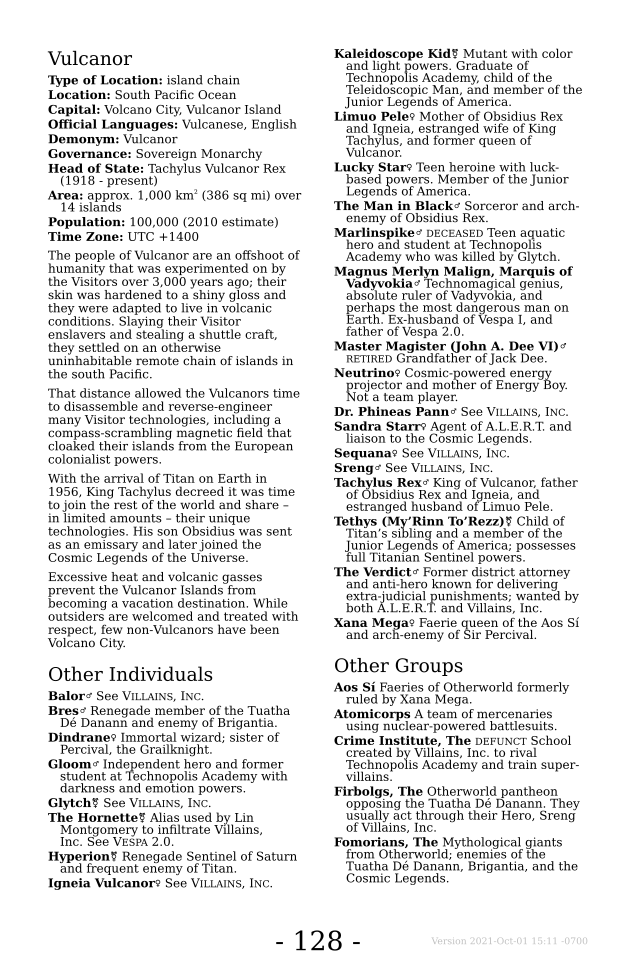 Vulcanor
Type of Location: island chain
Location: South Pacific Ocean
Capital: Volcano City, Vulcanor Island
Official Languages: Vulcanese, English
Demonym: Vulcanor
Governance: Sovereign Monarchy
Head of State: Tachylus Vulcanor Rex
(1918 - present)
Area: approx. 1,000 km² (386 sq mi) over
14 islands
Population: 100,000 (2010 estimate)
Time Zone: UTC +1400
The people of Vulcanor are an offshoot of
humanity that was experimented on by
the Visitors over 3,000 years ago; their
skin was hardened to a shiny gloss and
they were adapted to live in volcanic
conditions. Slaying their Visitor
enslavers and stealing a shuttle craft,
they settled on an otherwise
uninhabitable remote chain of islands in
the south Pacific.
That distance allowed the Vulcanors time
to disassemble and reverse-engineer
many Visitor technologies, including a
compass-scrambling magnetic field that
cloaked their islands from the European
colonialist powers.
With the arrival of Titan on Earth in
1956, King Tachylus decreed it was time
to join the rest of the world and share –
in limited amounts – their unique
technologies. His son Obsidius was sent
as an emissary and later joined the
Cosmic Legends of the Universe.
Excessive heat and volcanic gasses
prevent the Vulcanor Islands from
becoming a vacation destination. While
outsiders are welcomed and treated with
respect, few non-Vulcanors have been
Volcano City.
Other Individuals
Balor♂ See VILLAINS, INC.
Bres♂ Renegade member of the Tuatha
Dé Danann and enemy of Brigantia.
Dindrane♀ Immortal wizard; sister of
Percival, the Grailknight.
Gloom♂ Independent hero and former
student at Technopolis Academy with
darkness and emotion powers.
Glytch⚧ See VILLAINS, INC.
The Hornette⚧ Alias used by Lin
Montgomery to infiltrate Villains,
Inc. See VESPA 2.0.
Hyperion⚧ Renegade Sentinel of Saturn
and frequent enemy of Titan.
Igneia Vulcanor♀ See VILLAINS, INC.
Kaleidoscope Kid⚧ Mutant with color
and light powers. Graduate of
Technopolis Academy, child of the
Teleidoscopic Man, and member of the
Junior Legends of America.
Limuo Pele♀ Mother of Obsidius Rex
and Igneia, estranged wife of King
Tachylus, and former queen of
Vulcanor.
Lucky Star♀ Teen heroine with luck-
based powers. Member of the Junior
Legends of America.
The Man in Black♂ Sorceror and arch-
enemy of Obsidius Rex.
Marlinspike♂ DECEASED Teen aquatic
hero and student at Technopolis
Academy who was killed by Glytch.
Magnus Merlyn Malign, Marquis of
Vadyvokia♂ Technomagical genius,
absolute ruler of Vadyvokia, and
perhaps the most dangerous man on
Earth. Ex-husband of Vespa I, and
father of Vespa 2.0.
Master Magister (John A. Dee VI)♂
RETIRED Grandfather of Jack Dee.
Neutrino♀ Cosmic-powered energy
projector and mother of Energy Boy.
Not a team player.
Dr. Phineas Pann♂ See VILLAINS, INC.
Sandra Starr♀ Agent of A.L.E.R.T. and
liaison to the Cosmic Legends.
Sequana♀ See VILLAINS, INC.
Sreng♂ See VILLAINS, INC.
Tachylus Rex♂ King of Vulcanor, father
of Obsidius Rex and Igneia, and
estranged husband of Limuo Pele.
Tethys (My’Rinn To’Rezz)⚧ Child of
Titan’s sibling and a member of the
Junior Legends of America; possesses
full Titanian Sentinel powers.
The Verdict♂ Former district attorney
and anti-hero known for delivering
extra-judicial punishments; wanted by
both A.L.E.R.T. and Villains, Inc.
Xana Mega♀ Faerie queen of the Aos Sí
and arch-enemy of Sir Percival.
Other Groups
Aos Sí Faeries of Otherworld formerly
ruled by Xana Mega.
Atomicorps A team of mercenaries
using nuclear-powered battlesuits.
Crime Institute, The DEFUNCT School
created by Villains, Inc. to rival
Technopolis Academy and train super-
villains.
Firbolgs, The Otherworld pantheon
opposing the Tuatha Dé Danann. They
usually act through their Hero, Sreng
of Villains, Inc.
Fomorians, The Mythological giants
from Otherworld; enemies of the
Tuatha Dé Danann, Brigantia, and the
Cosmic Legends.
- 128 -
Version 2021-Oct-01 15:11 -0700